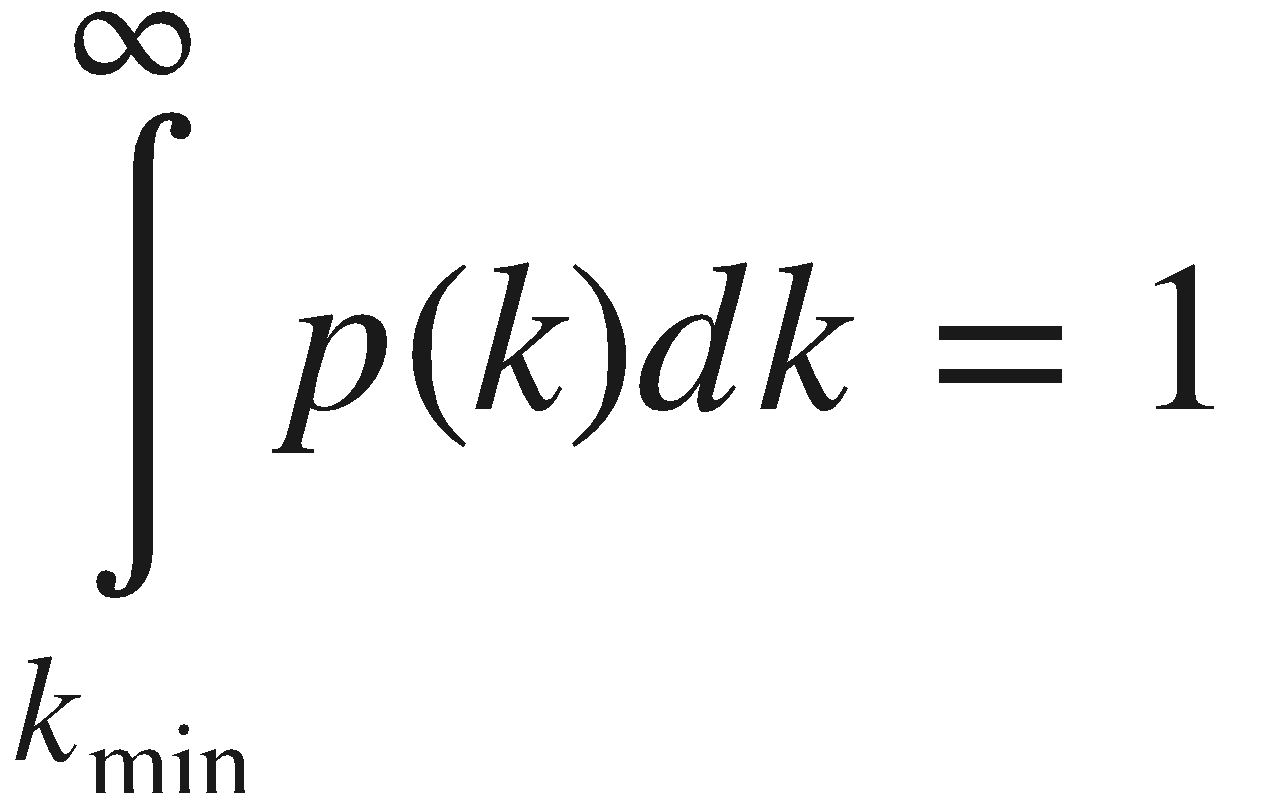 ∞
∫ p(k)dk = 1
k_min